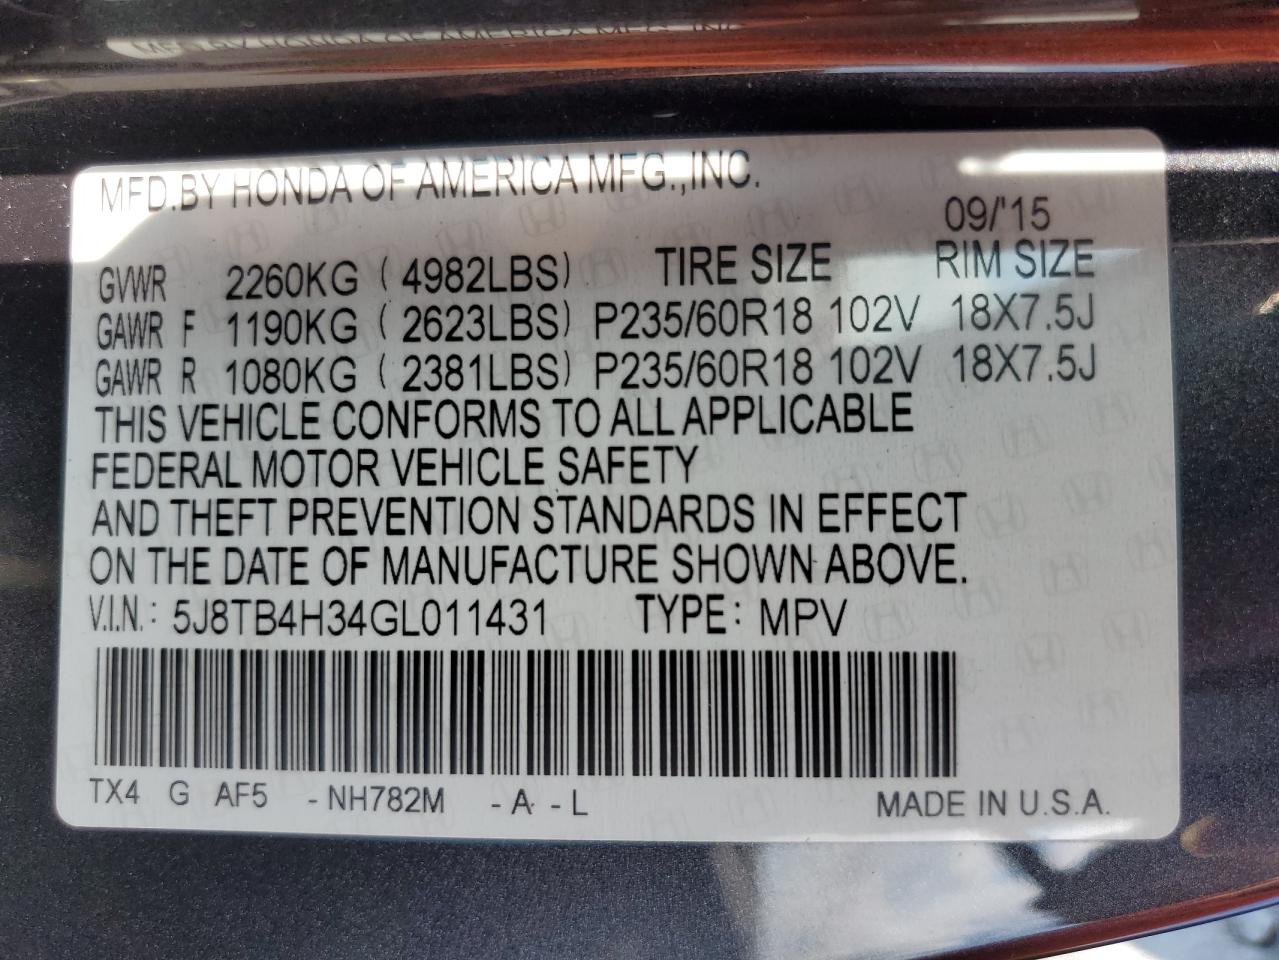 MFD.BY HONDA OF AMERICA MFG.,INC.
09/'15
GVWR 2260KG ( 4982LBS) TIRE SIZE RIM SIZE
GAWR F 1190KG ( 2623LBS) P235/60R18 102V 18X7.5J
GAWR R 1080KG ( 2381LBS) P235/60R18 102V 18X7.5J
THIS VEHICLE CONFORMS TO ALL APPLICABLE
FEDERAL MOTOR VEHICLE SAFETY
AND THEFT PREVENTION STANDARDS IN EFFECT
ON THE DATE OF MANUFACTURE SHOWN ABOVE.
V.I.N.: 5J8TB4H34GL011431 TYPE: MPV
TX4 G AF5 -NH782M -A -L MADE IN U.S.A.